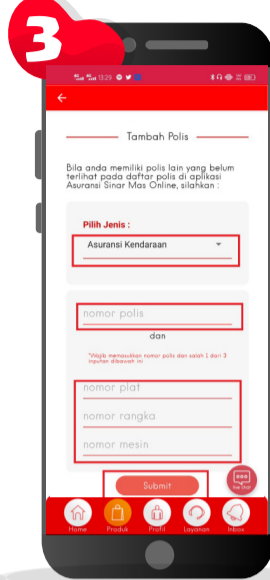 3
13:29
Tambah Polis
Bila anda memiliki polis lain yang belum
terlihat pada daftar polis di aplikasi
Asuransi Sinar Mas Online, silahkan :
Pilih Jenis :
Asuransi Kendaraan
nomor polis
dan
*Wajib memasukkan nomor polis dan salah 1 dari 3
inputan dibawah ini
nomor plat
nomor rangka
nomor mesin
Submit
live chat
Home Produk Profil Layanan Inbox